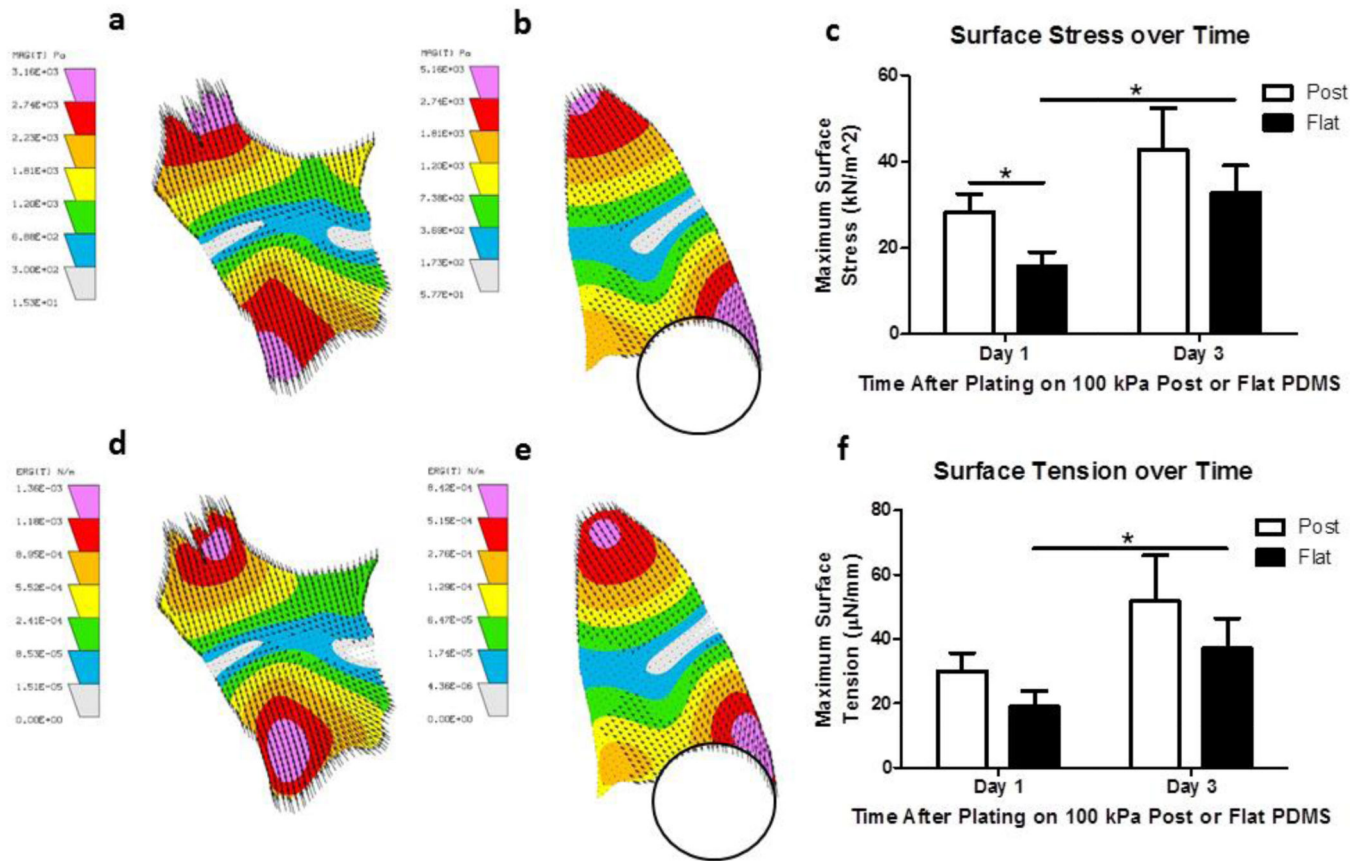 a
MAG(T) Pa
3.16E+03
2.74E+03
2.23E+03
1.81E+03
1.20E+03
6.88E+02
3.00E+02
1.53E+01
b
MAG(T) Pa
5.16E+03
2.74E+03
1.81E+03
1.20E+03
7.38E+02
3.69E+02
1.73E+02
5.77E+01
c
Surface Stress over Time
Maximum Surface
Stress (kN/m^2)
60
40
20
0
*
*
Post
Flat
Day 1
Day 3
Time After Plating on 100 kPa Post or Flat PDMS
d
ERG(T) N/m
1.36E-03
1.18E-03
8.95E-04
5.52E-04
2.41E-04
8.53E-05
1.51E-05
0.00E+00
e
ERG(T) N/m
8.42E-04
5.15E-04
2.76E-04
1.29E-04
6.47E-05
1.74E-05
4.36E-06
0.00E+00
f
Surface Tension over Time
Maximum Surface
Tension (µN/mm)
80
60
40
20
0
*
Post
Flat
Day 1
Day 3
Time After Plating on 100 kPa Post or Flat PDMS